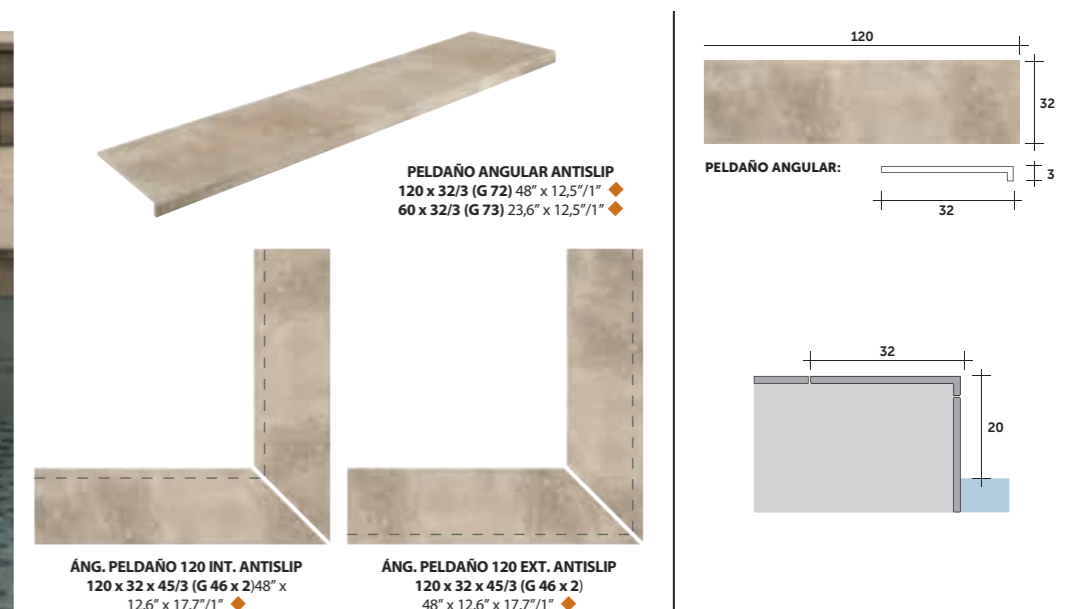 PELDAÑO ANGULAR ANTISLIP
120 x 32/3 (G 72) 48” x 12,5”/1”
60 x 32/3 (G 73) 23,6” x 12,5”/1”
ÁNG. PELDAÑO 120 INT. ANTISLIP
120 x 32 x 45/3 (G 46 x 2)48” x
12,6” x 17,7”/1”
ÁNG. PELDAÑO 120 EXT. ANTISLIP
120 x 32 x 45/3 (G 46 x 2)
48” x 12,6” x 17,7”/1”
120
32
PELDAÑO ANGULAR:
3
32
32
20